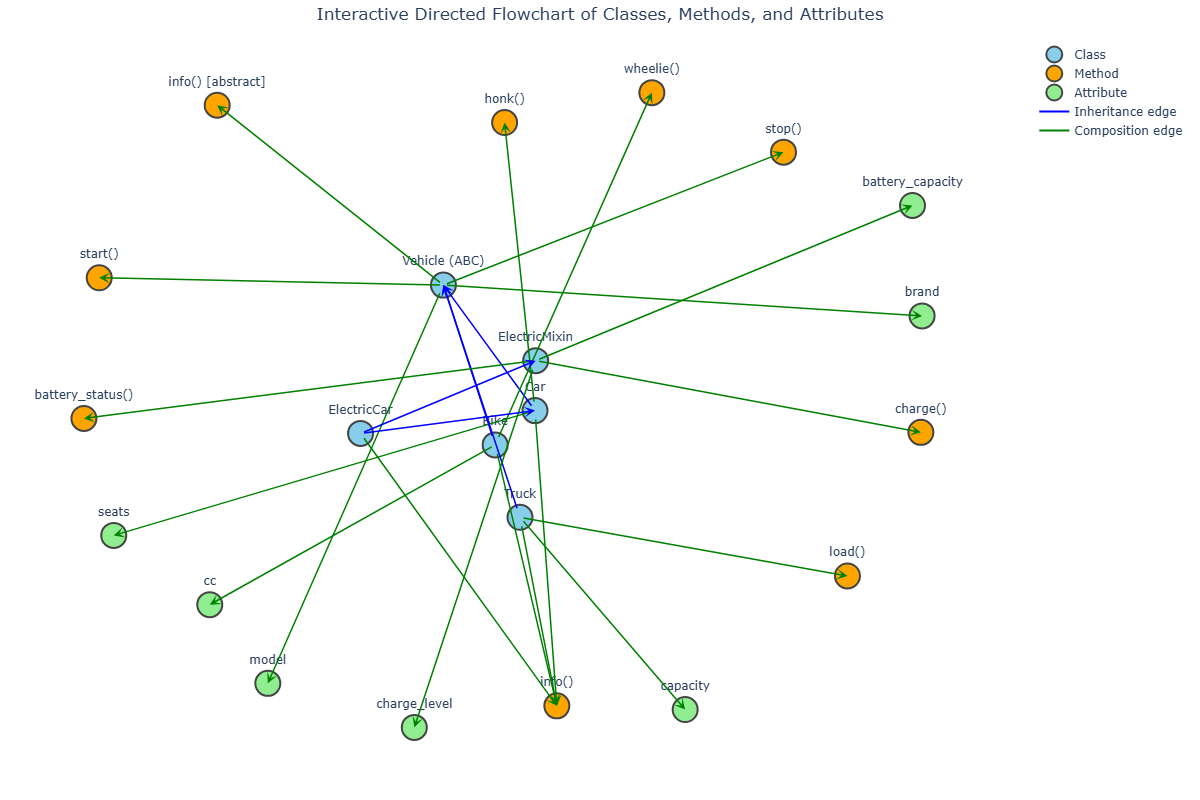 Interactive Directed Flowchart of Classes, Methods, and Attributes
Class
Method
Attribute
Inheritance edge
Composition edge
wheelie()
info() [abstract]
honk()
stop()
battery_capacity
start()
Vehicle (ABC)
brand
ElectricMixin
Car
battery_status()
ElectricCar
charge()
Bike
Truck
seats
load()
cc
model
info()
capacity
charge_level